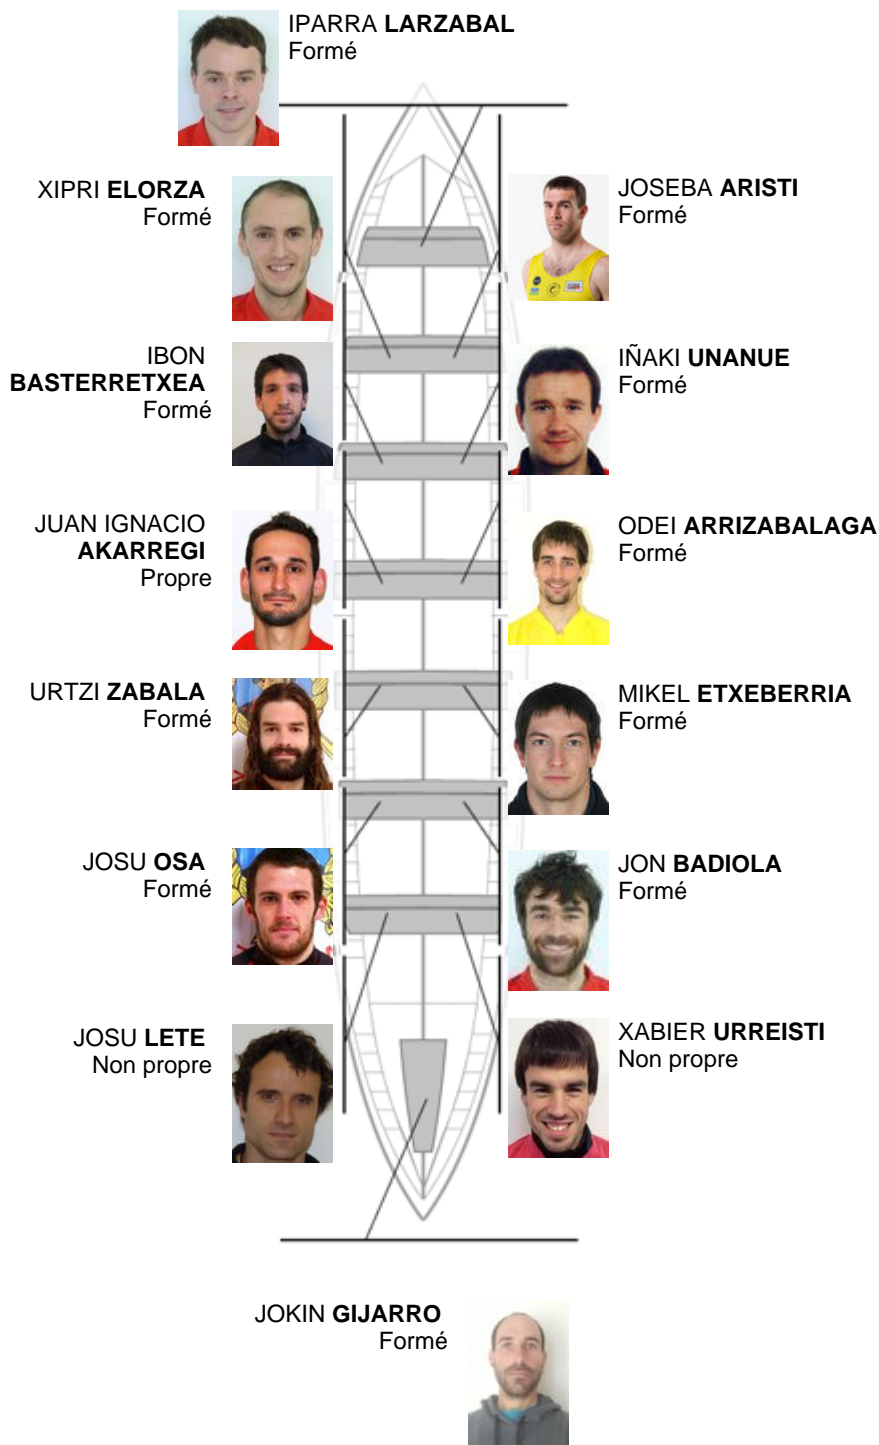 IPARRA LARZABAL
Formé
XIPRI ELORZA
Formé
JOSEBA ARISTI
Formé
IBON
BASTERRETXEA
Formé
IÑAKI UNANUE
Formé
JUAN IGNACIO
AKARREGI
Propre
ODEI ARRIZABALAGA
Formé
URTZI ZABALA
Formé
MIKEL ETXEBERRIA
Formé
JOSU OSA
Formé
JON BADIOLA
Formé
JOSU LETE
Non propre
XABIER URREISTI
Non propre
JOKIN GIJARRO
Formé